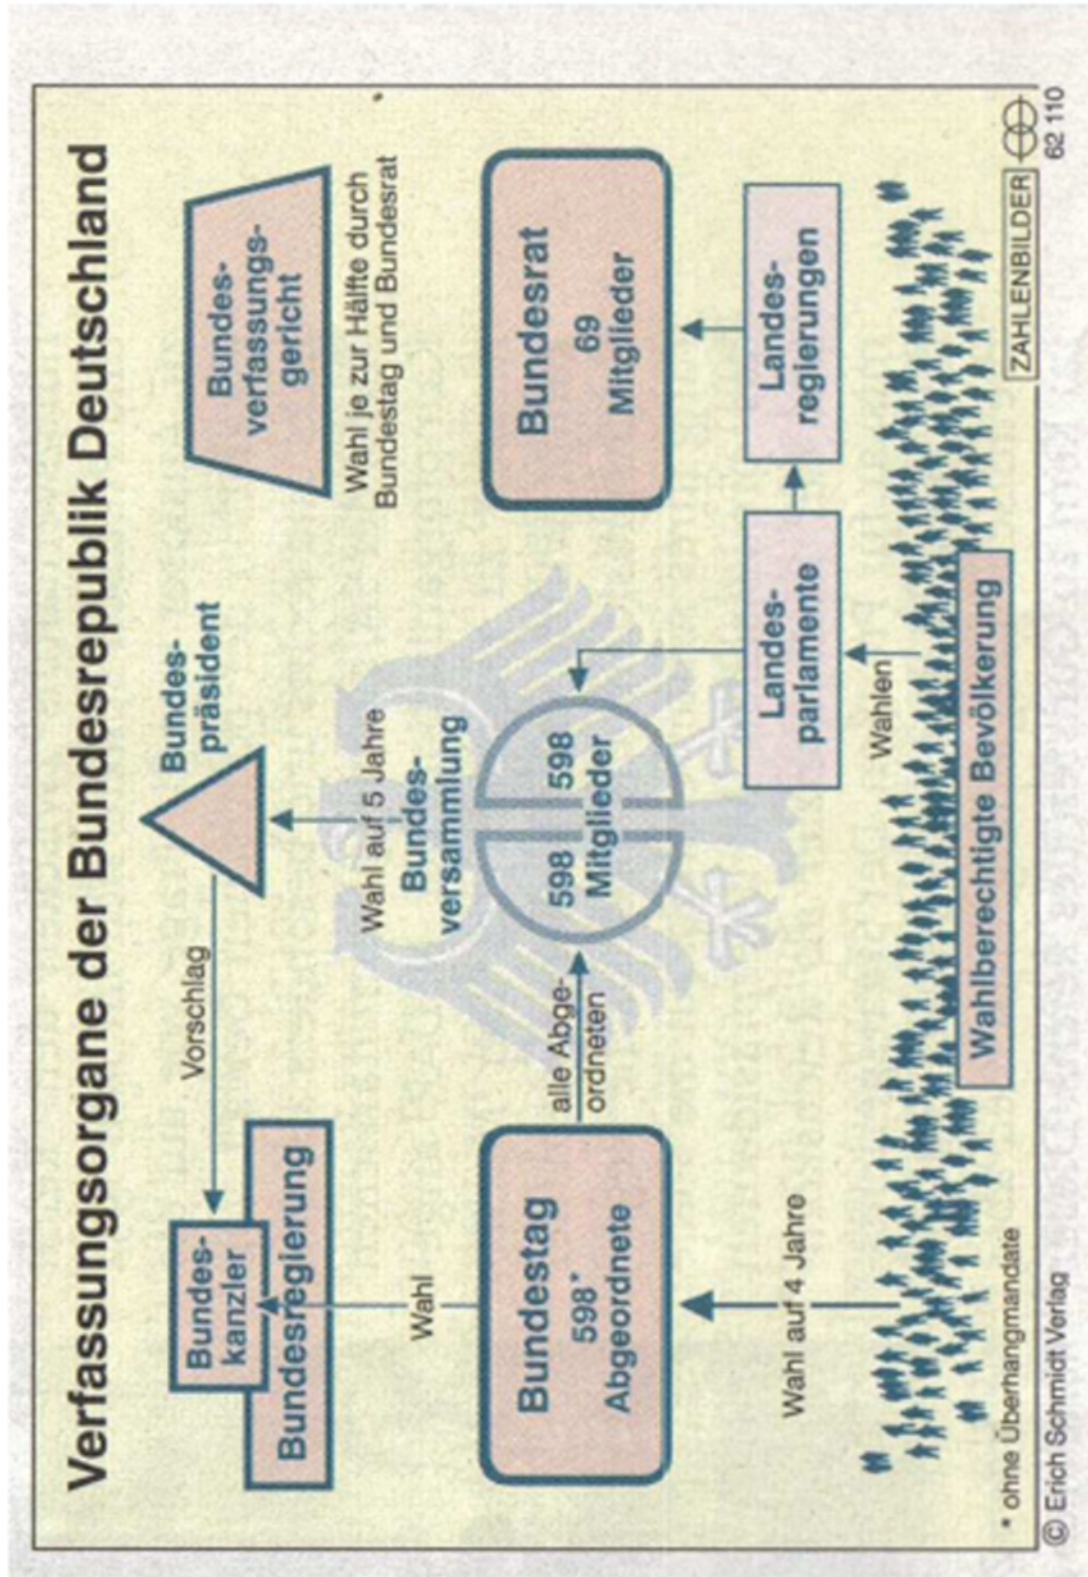 Verfassungsorgane der Bundesrepublik Deutschland
Bundes-
kanzler
Bundesregierung
Vorschlag
Bundes-
präsident
Bundes-
verfassungs-
gericht
Wahl je zur Hälfte durch
Bundestag und Bundesrat
Wahl
Wahl auf 5 Jahre
Bundes-
versammlung
Bundestag
598*
Abgeordnete
alle Abge-
ordneten
598 598
Mitglieder
Bundesrat
69
Mitglieder
Wahl auf 4 Jahre
Landes-
parlamente
Landes-
regierungen
Wahlen
Wahlberechtigte Bevölkerung
* ohne Überhangmandate
ZAHLENBILDER
© Erich Schmidt Verlag
62 110